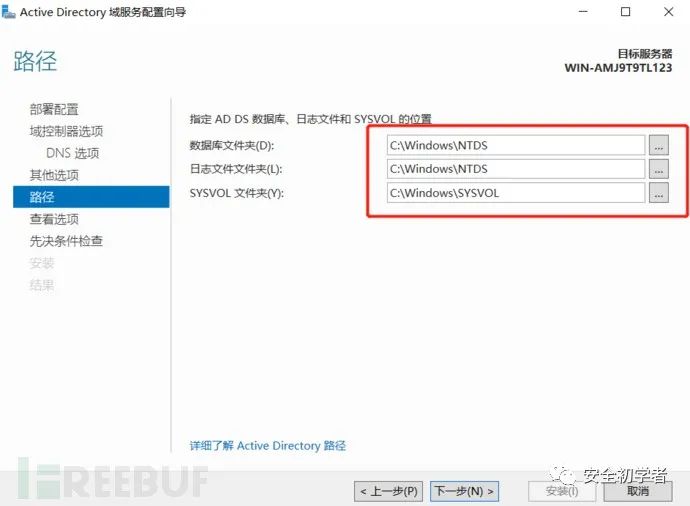 Active Directory 域服务配置向导
路径
目标服务器
WIN-AMJ9T9TL123
部署配置
域控制器选项
DNS 选项
其他选项
路径
查看选项
先决条件检查
安装
结果
指定 AD DS 数据库、日志文件和 SYSVOL 的位置
数据库文件夹(D): C:\Windows\NTDS ...
日志文件文件夹(L): C:\Windows\NTDS ...
SYSVOL 文件夹(Y): C:\Windows\SYSVOL ...
详细了解 Active Directory 路径
FREEBUF
安全初学者
< 上一步(P) 下一步(N) > 安装(I) 取消